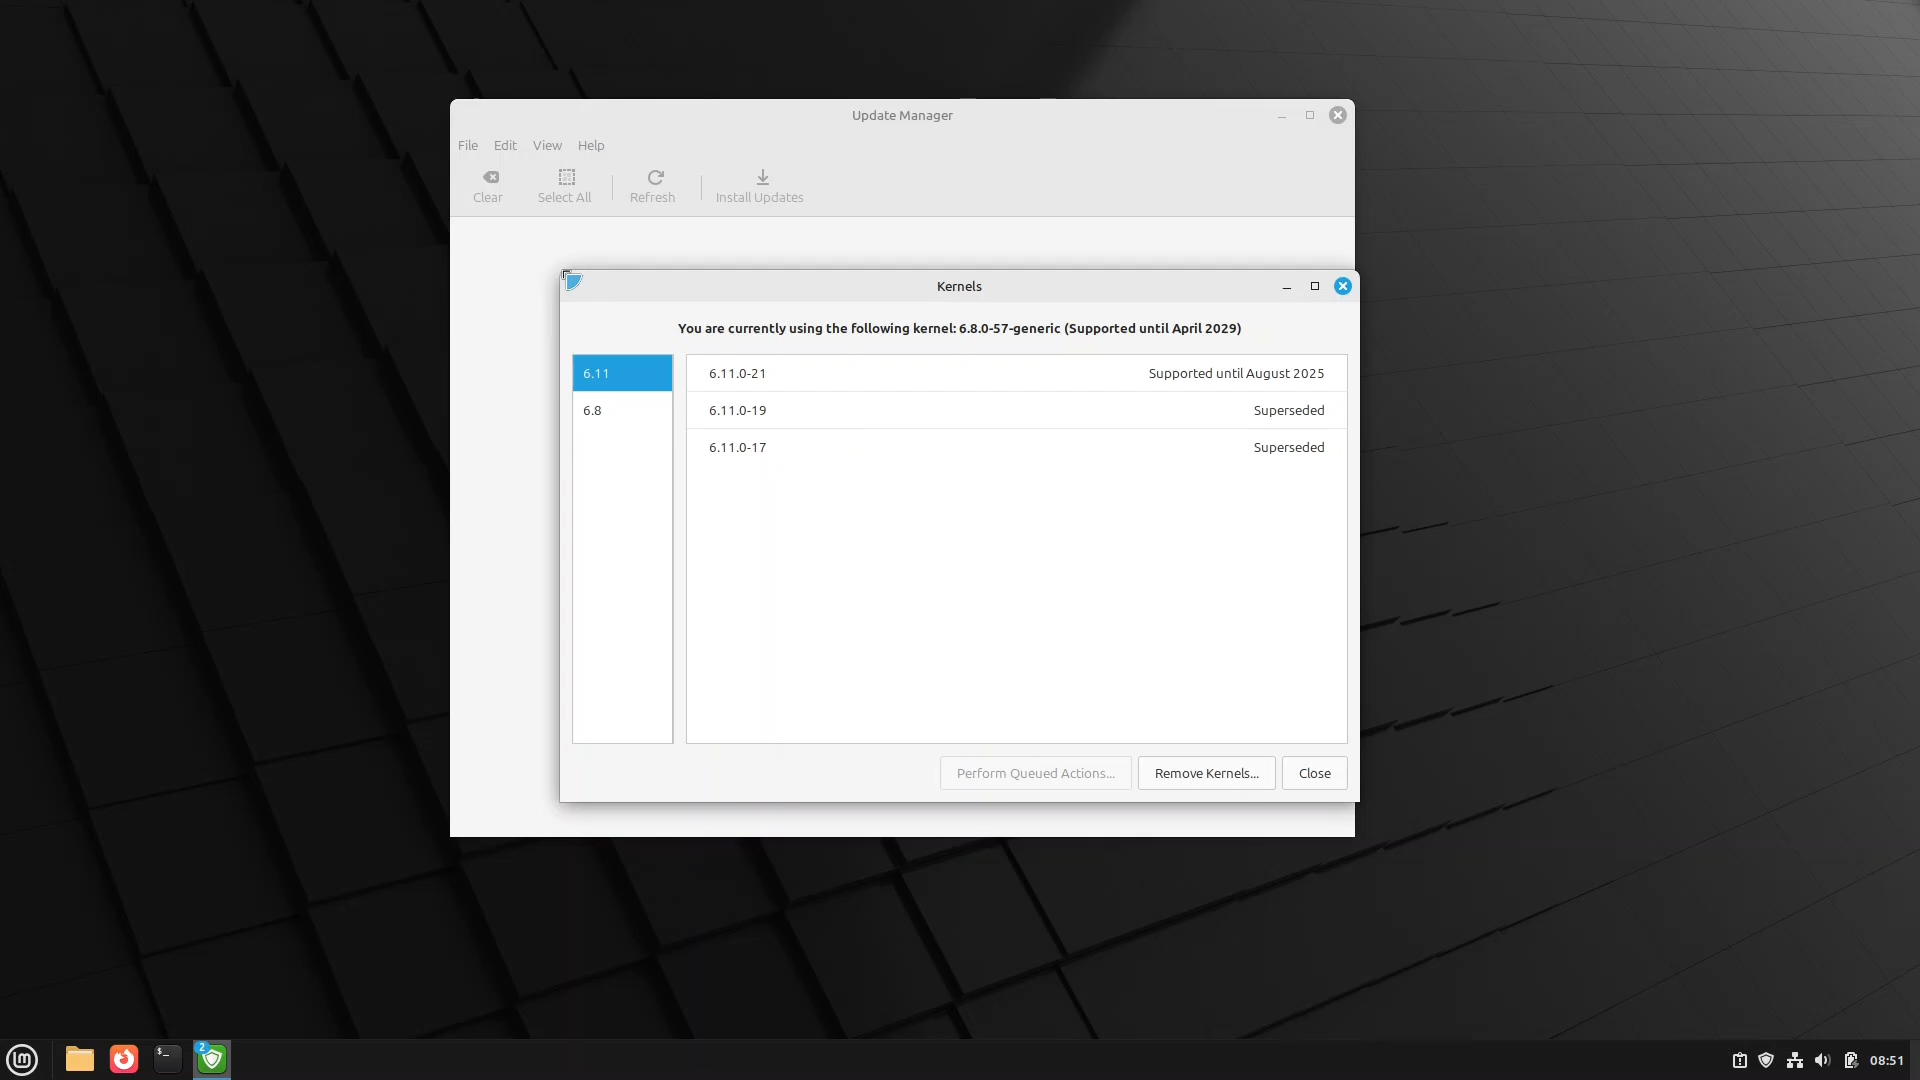 Update Manager
File Edit View Help
Clear Select All Refresh Install Updates
Kernels
You are currently using the following kernel: 6.8.0-57-generic (Supported until April 2029)
6.11
6.8
6.11.0-21 Supported until August 2025
6.11.0-19 Superseded
6.11.0-17 Superseded
Perform Queued Actions... Remove Kernels... Close
lm $_ 2 08:51